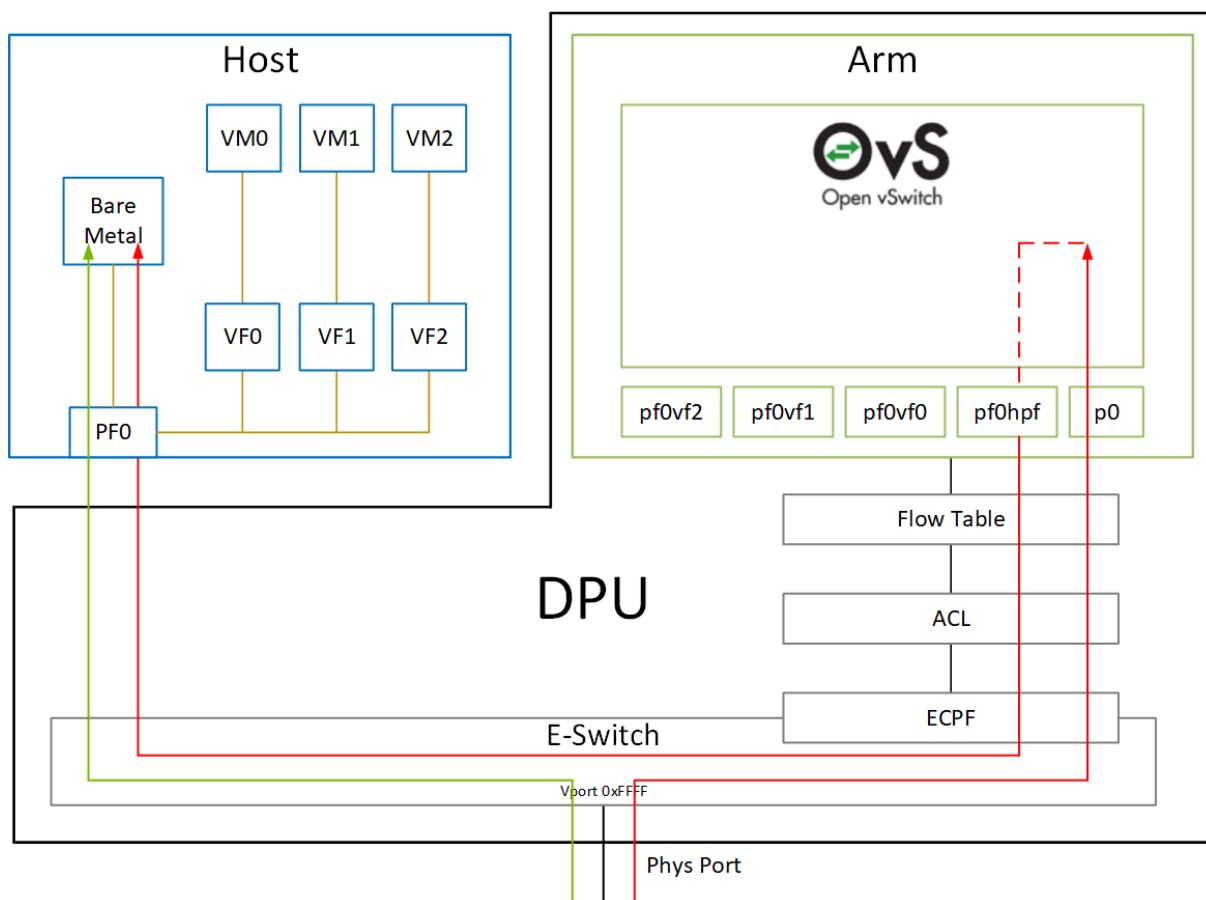 Host
VM0
VM1
VM2
Bare
Metal
VF0
VF1
VF2
PF0
Arm
OvS
Open vSwitch
pf0vf2
pf0vf1
pf0vf0
pf0hpf
p0
Flow Table
ACL
ECPF
DPU
E-Switch
Vport 0xFFFF
Phys Port